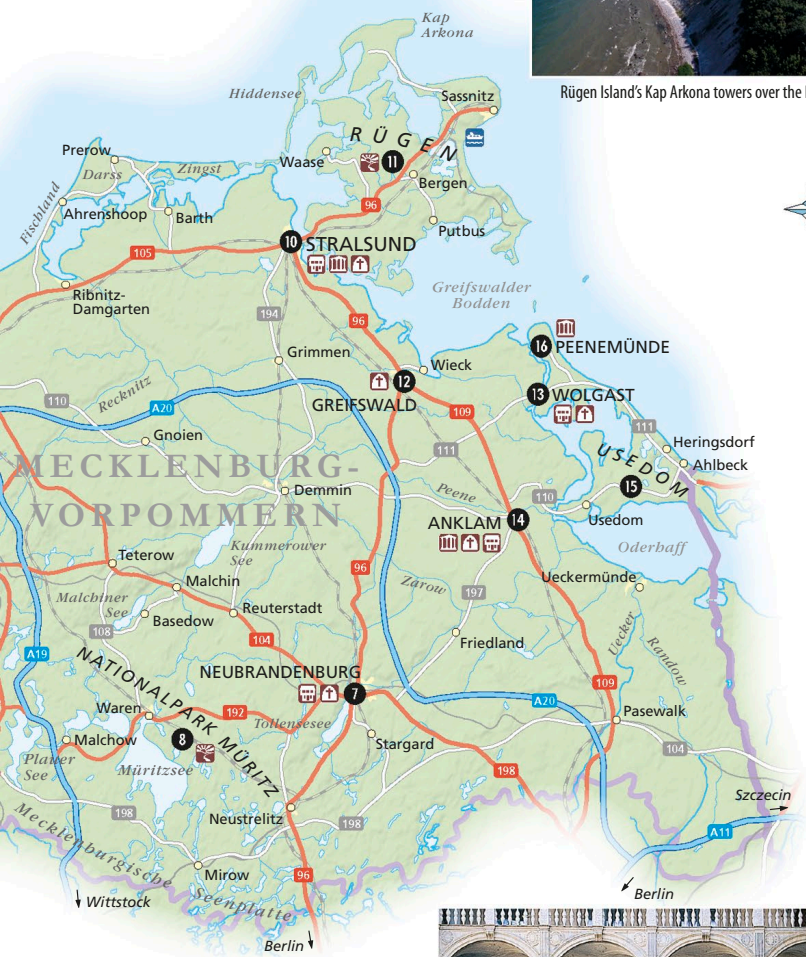 Kap
Arkona
Rügen Island's Kap Arkona towers over the
Hiddensee
Sassnitz
RÜGEN
11
Prerow
Darss
Zingst
Waase
Bergen
Fischland
Ahrenshoop
Barth
96
Putbus
10 STRALSUND
105
Ribnitz-
Damgarten
Greifswalder
Bodden
194
96
16 PEENEMÜNDE
Grimmen
Wieck
12
GREIFSWALD
13 WOLGAST
110
Recknitz
A20
109
111
Gnoien
111
Heringsdorf
Ahlbeck
USEDOM
15
MECKLENBURG-
VORPOMMERN
Demmin
Peene
110
Usedom
ANKLAM 14
Oderhaff
Kummerower
See
Teterow
96
Zarow
Ueckermünde
Malchin
197
Malchiner
See
Basedow
Reuterstadt
108
104
Friedland
Uecker
Randow
A19
NEUBRANDENBURG
7
109
NATIONALPARK MÜRITZ
8
Waren
192
Tollensesee
A20
Pasewalk
Malchow
Plauer
See
Müritzsee
Stargard
104
198
Szczecin
198
Neustrelitz
198
A11
Mecklenburgische
Seenplatte
Mirow
96
Wittstock
Berlin
Berlin